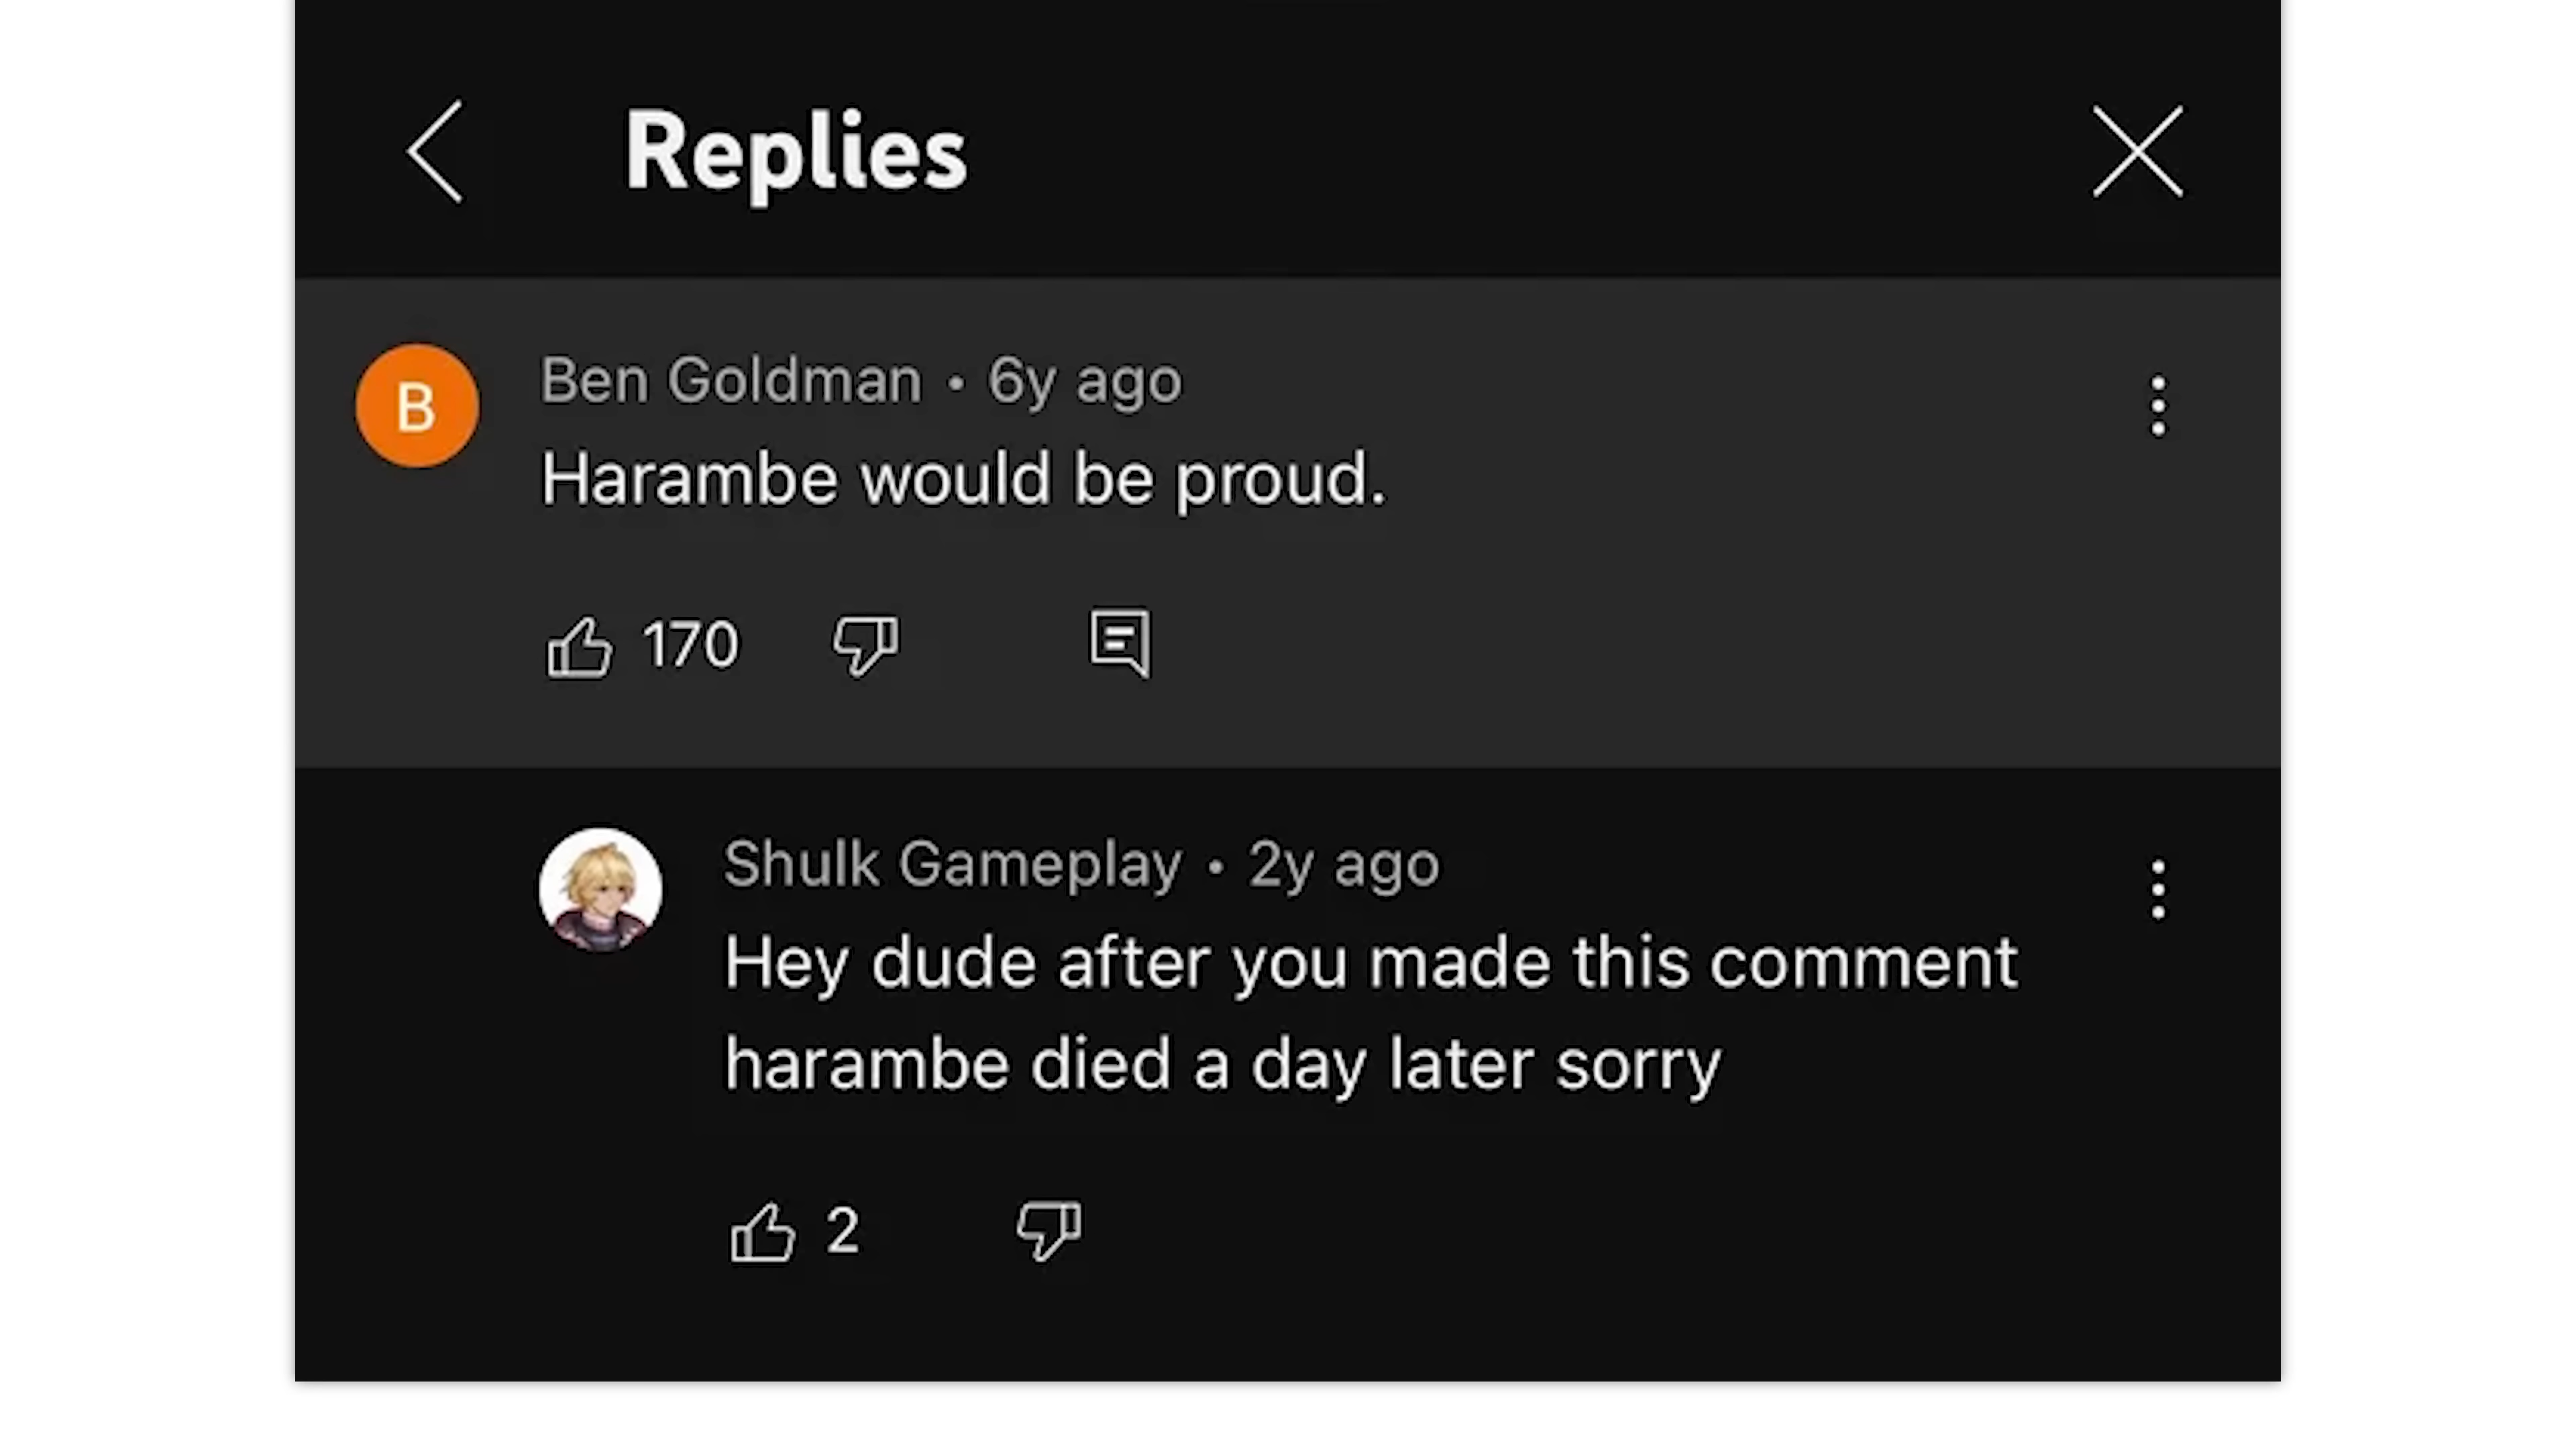 Replies
B
Ben Goldman • 6y ago
Harambe would be proud.
170
Shulk Gameplay • 2y ago
Hey dude after you made this comment
harambe died a day later sorry
2